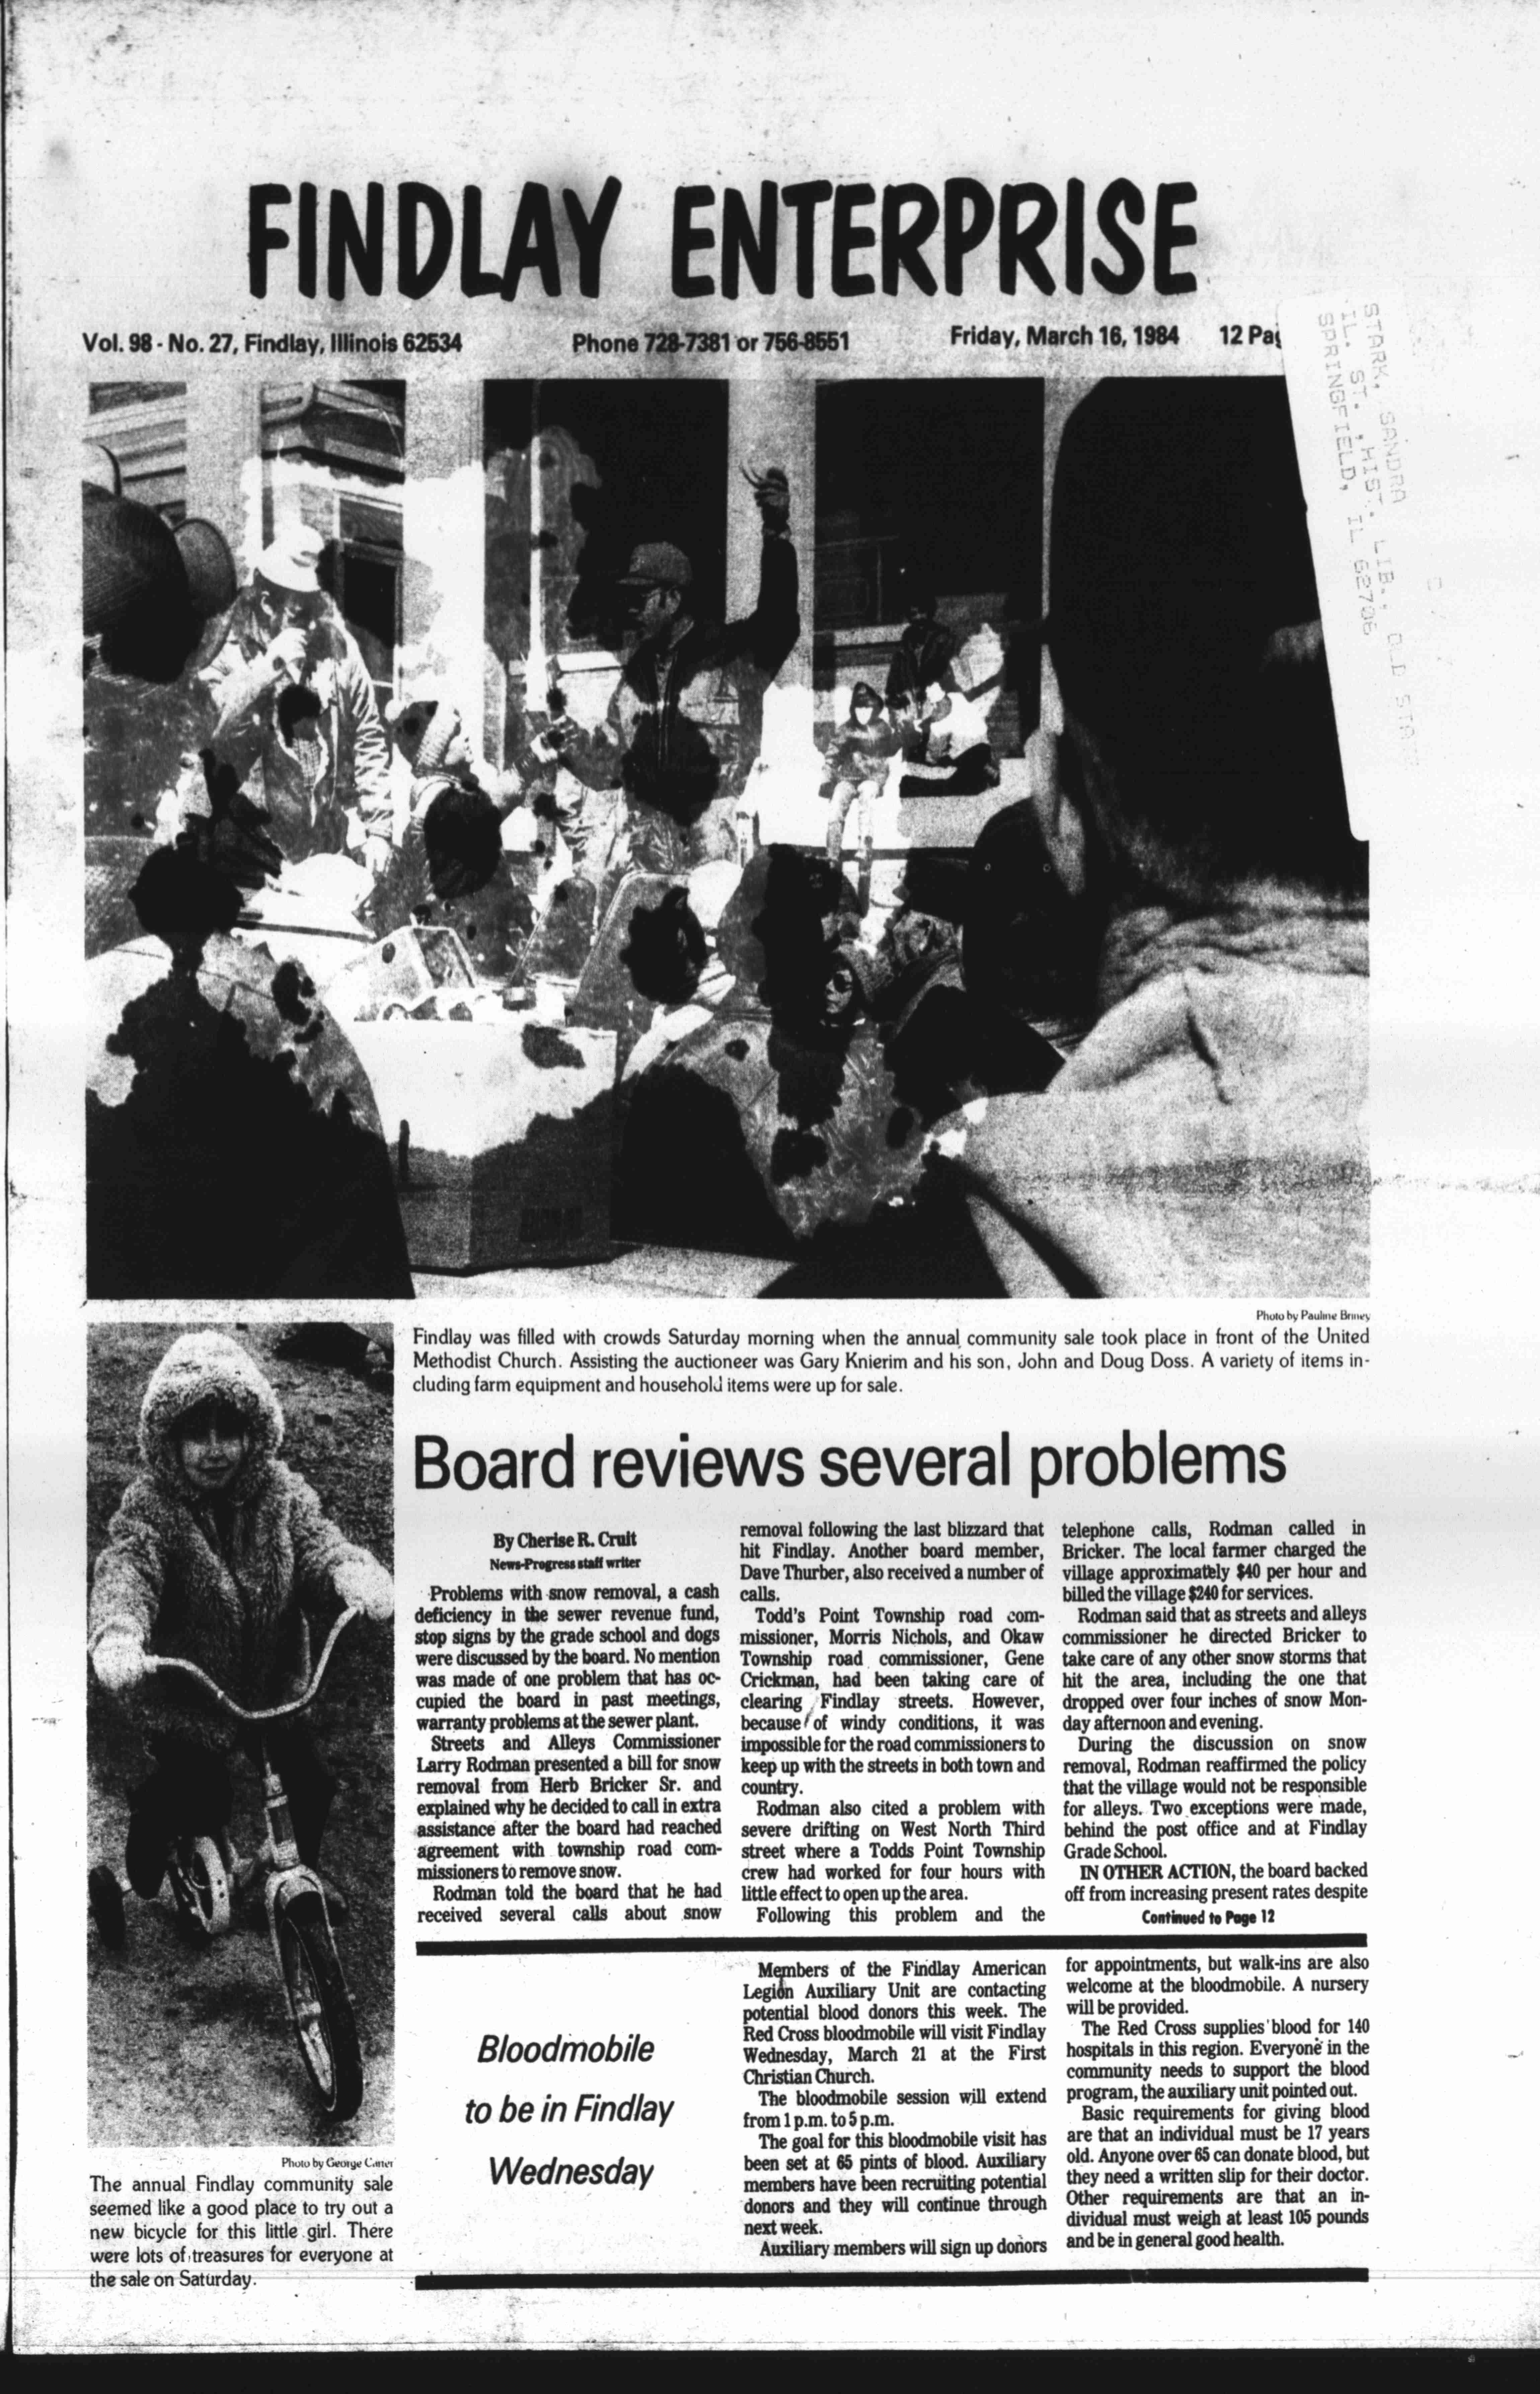 FINDLAY ENTERPRISE
Vol. 98 - No. 27, Findlay, Illinois 62534 Phone 728-7381 or 756-8551 Friday, March 16, 1984 12
STARK, SANDRA
IL. ST. HIST. LIB., OLD
SPRINGFIELD, IL 62706
Photo by Pauline Briney
Findlay was filled with crowds Saturday morning when the annual community sale took place in front of the United
Methodist Church. Assisting the auctioneer was Gary Knierim and his son, John and Doug Doss. A variety of items in-
cluding farm equipment and household items were up for sale.
Board reviews several problems
By Cherise R. Cruit
News-Progress staff writer
Problems with snow removal, a cash
deficiency in the sewer revenue fund,
stop signs by the grade school and dogs
were discussed by the board. No mention
was made of one problem that has oc-
cupied the board in past meetings,
warranty problems at the sewer plant.
Streets and Alleys Commissioner
Larry Rodman presented a bill for snow
removal from Herb Bricker Sr. and
explained why he decided to call in extra
assistance after the board had reached
agreement with township road com-
missioners to remove snow.
Rodman told the board that he had
received several calls about snow
removal following the last blizzard that
hit Findlay. Another board member,
Dave Thurber, also received a number of
calls.
Todd's Point Township road com-
missioner, Morris Nichols, and Okaw
Township road commissioner, Gene
Crickman, had been taking care of
clearing Findlay streets. However,
because of windy conditions, it was
impossible for the road commissioners to
keep up with the streets in both town and
country.
Rodman also cited a problem with
severe drifting on West North Third
street where a Todds Point Township
crew had worked for four hours with
little effect to open up the area.
Following this problem and the
telephone calls, Rodman called in
Bricker. The local farmer charged the
village approximately $40 per hour and
billed the village $240 for services.
Rodman said that as streets and alleys
commissioner he directed Bricker to
take care of any other snow storms that
hit the area, including the one that
dropped over four inches of snow Mon-
day afternoon and evening.
During the discussion on snow
removal, Rodman reaffirmed the policy
that the village would not be responsible
for alleys. Two exceptions were made,
behind the post office and at Findlay
Grade School.
IN OTHER ACTION, the board backed
off from increasing present rates despite
Continued to Page 12
Photo by George Carter
The annual Findlay community sale
seemed like a good place to try out a
new bicycle for this little girl. There
were lots of treasures for everyone at
the sale on Saturday.
Bloodmobile
to be in Findlay
Wednesday
Members of the Findlay American
Legion Auxiliary Unit are contacting
potential blood donors this week. The
Red Cross bloodmobile will visit Findlay
Wednesday, March 21 at the First
Christian Church.
The bloodmobile session will extend
from 1 p.m. to 5 p.m.
The goal for this bloodmobile visit has
been set at 65 pints of blood. Auxiliary
members have been recruiting potential
donors and they will continue through
next week.
Auxiliary members will sign up donors
for appointments, but walk-ins are also
welcome at the bloodmobile. A nursery
will be provided.
The Red Cross supplies blood for 140
hospitals in this region. Everyone in the
community needs to support the blood
program, the auxiliary unit pointed out.
Basic requirements for giving blood
are that an individual must be 17 years
old. Anyone over 65 can donate blood, but
they need a written slip for their doctor.
Other requirements are that an in-
dividual must weigh at least 105 pounds
and be in general good health.